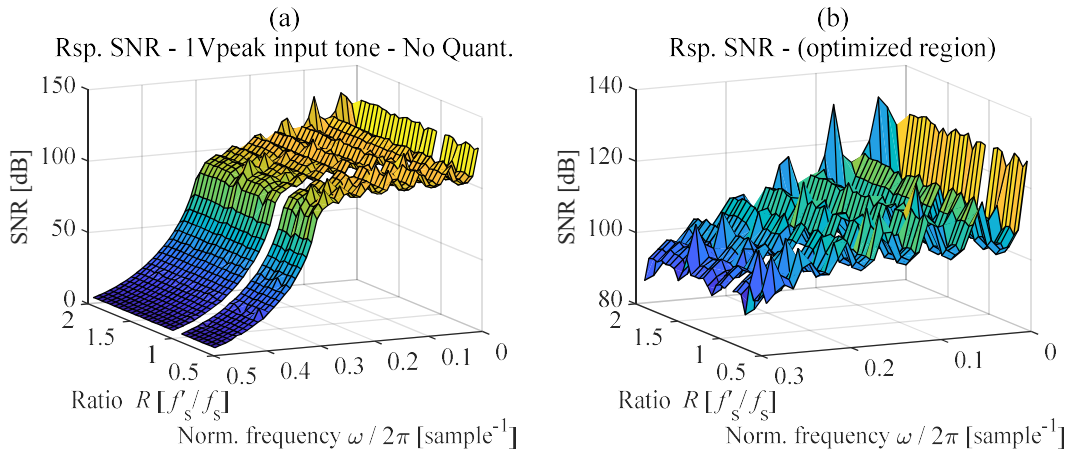 (a)
Rsp. SNR - 1Vpeak input tone - No Quant.
150
100
50
0
SNR [dB]
2
1.5
1
0.5
0.5
0.4
0.3
0.2
0.1
0
Ratio R [f's/fs]
Norm. frequency ω / 2π [sample-1]
(b)
Rsp. SNR - (optimized region)
140
120
100
80
SNR [dB]
2
1.5
1
0.5
0.3
0.2
0.1
0
Ratio R [f's/fs]
Norm. frequency ω / 2π [sample-1]